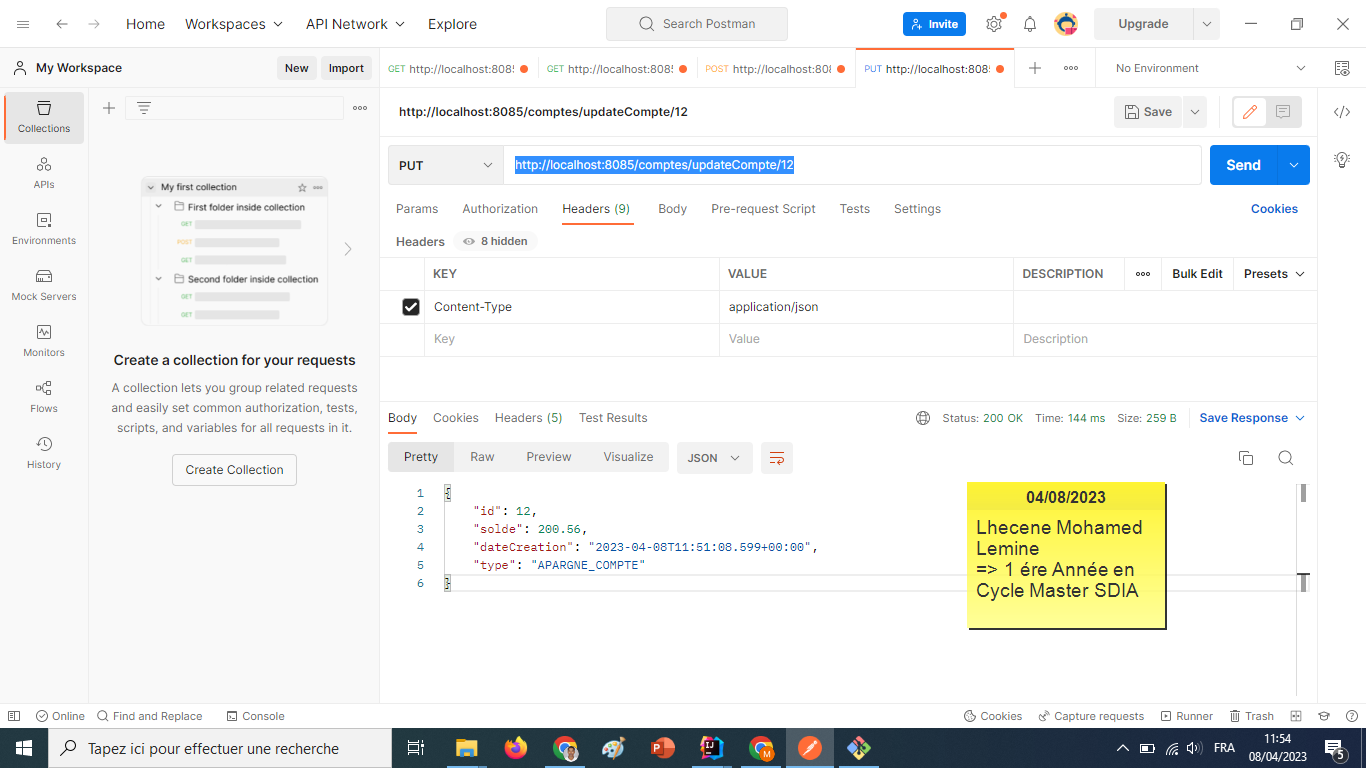 Home Workspaces API Network Explore Search Postman Invite Upgrade
My Workspace New Import
GET http://localhost:8085 GET http://localhost:8085 POST http://localhost:808 PUT http://localhost:8085 No Environment
Collections
APIs
Environments
Mock Servers
Monitors
Flows
History
My first collection
First folder inside collection
GET
POST
GET
Second folder inside collection
GET
GET
Create a collection for your requests
A collection lets you group related requests
and easily set common authorization, tests,
scripts, and variables for all requests in it.
Create Collection
http://localhost:8085/comptes/updateCompte/12 Save
PUT http://localhost:8085/comptes/updateCompte/12 Send
Params Authorization Headers (9) Body Pre-request Script Tests Settings Cookies
Headers 8 hidden
KEY VALUE DESCRIPTION Bulk Edit Presets
Content-Type application/json
Key Value Description
Body Cookies Headers (5) Test Results Status: 200 OK Time: 144 ms Size: 259 B Save Response
Pretty Raw Preview Visualize JSON
1 {
2 "id": 12,
3 "solde": 200.56,
4 "dateCreation": "2023-04-08T11:51:08.599+00:00",
5 "type": "APARGNE_COMPTE"
6 }
04/08/2023
Lhecene Mohamed
Lemine
=> 1 ére Année en
Cycle Master SDIA
Online Find and Replace Console Cookies Capture requests Runner Trash
Tapez ici pour effectuer une recherche FRA 11:54
08/04/2023 5